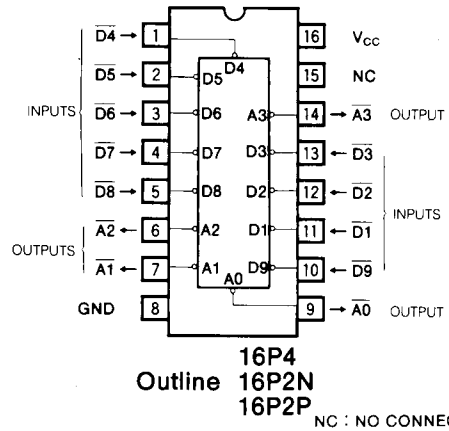 D4 → 1 16 VCC
D4
D5 → 2 D5 15 NC
INPUTS D6 → 3 D6 A3 14 → A3 OUTPUT
D7 → 4 D7 D3 13 ← D3
D8 → 5 D8 D2 12 ← D2
OUTPUTS A2 ← 6 A2 D1 11 ← D1 INPUTS
A1 ← 7 A1 D9 10 ← D9
A0
GND 8 9 → A0 OUTPUT
16P4
Outline 16P2N
16P2P
NC : NO CONNEC